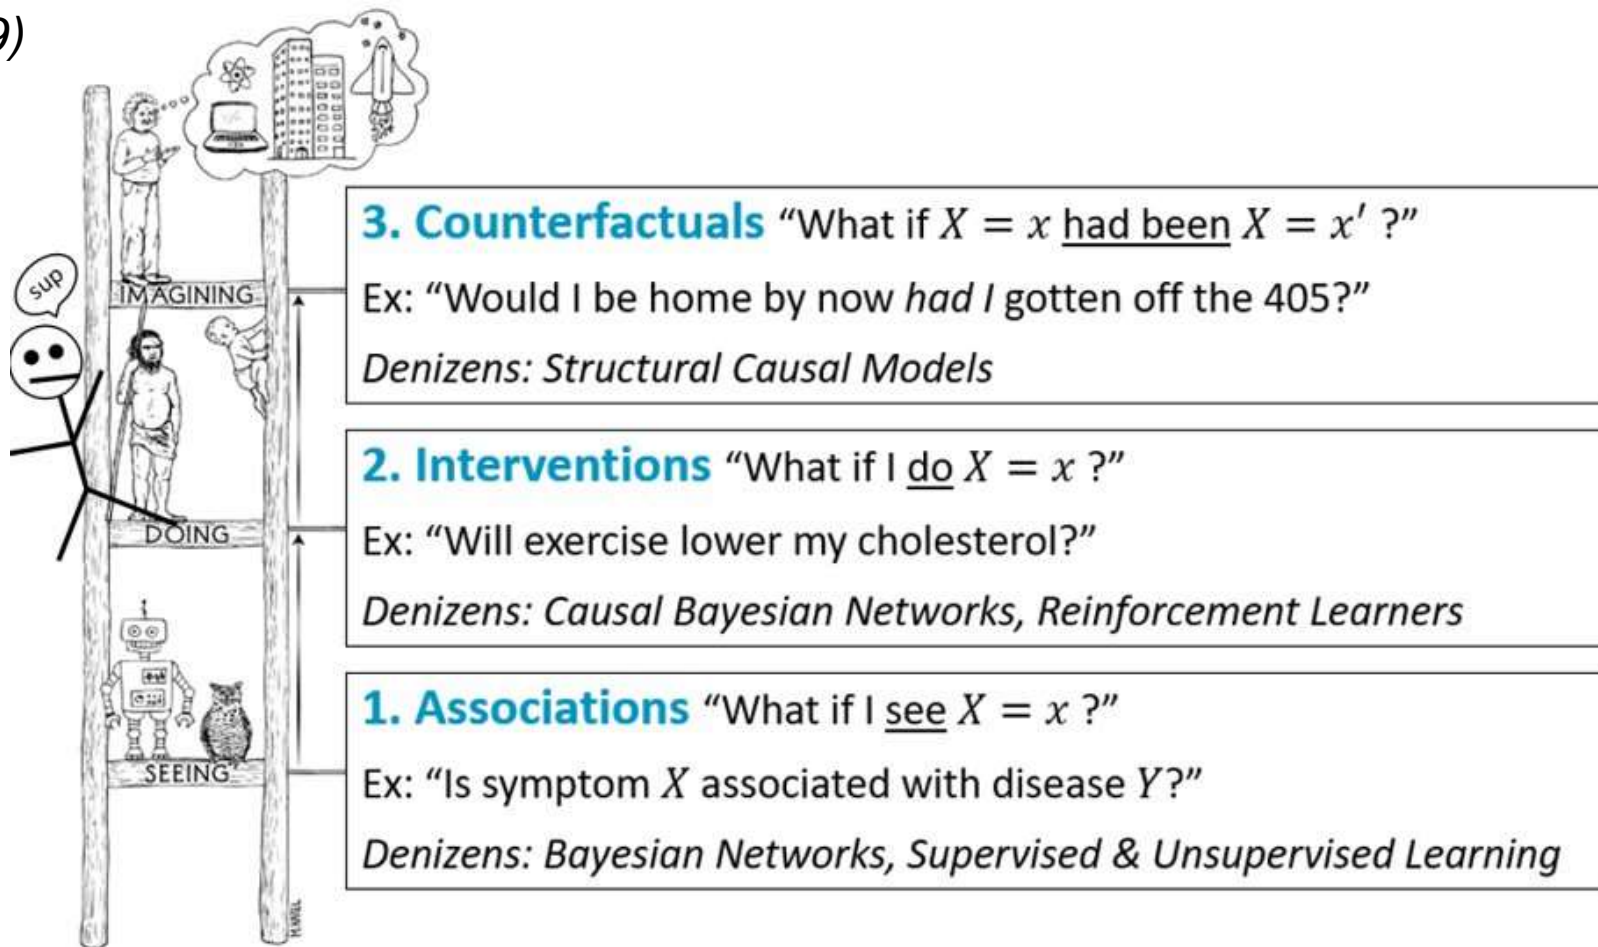 9)
3. Counterfactuals “What if X = x had been X = x′ ?”
Ex: “Would I be home by now had I gotten off the 405?”
Denizens: Structural Causal Models
2. Interventions “What if I do X = x ?”
Ex: “Will exercise lower my cholesterol?”
Denizens: Causal Bayesian Networks, Reinforcement Learners
1. Associations “What if I see X = x ?”
Ex: “Is symptom X associated with disease Y?”
Denizens: Bayesian Networks, Supervised & Unsupervised Learning
IMAGINING
sup
DOING
SEEING